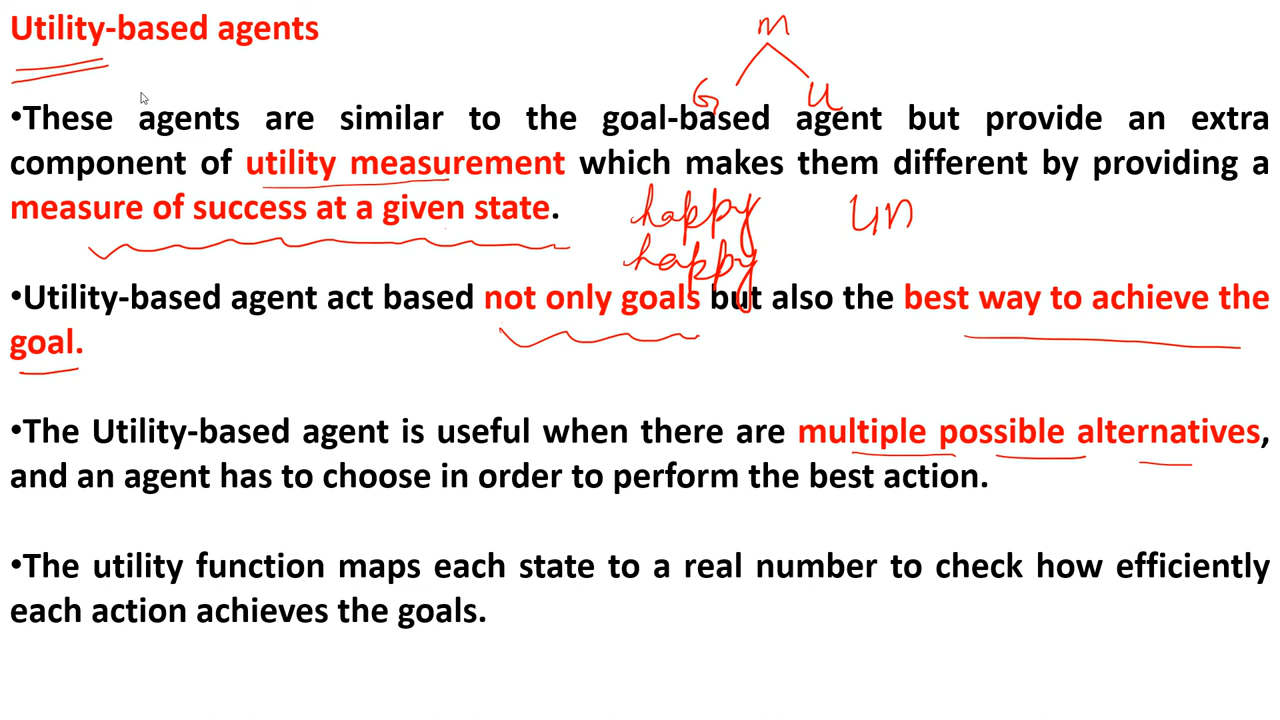 Utility-based agents
m
G u
•These agents are similar to the goal-based agent but provide an extra
component of utility measurement which makes them different by providing a
measure of success at a given state.
happy un
happy
•Utility-based agent act based not only goals but also the best way to achieve the
goal.
•The Utility-based agent is useful when there are multiple possible alternatives,
and an agent has to choose in order to perform the best action.
•The utility function maps each state to a real number to check how efficiently
each action achieves the goals.